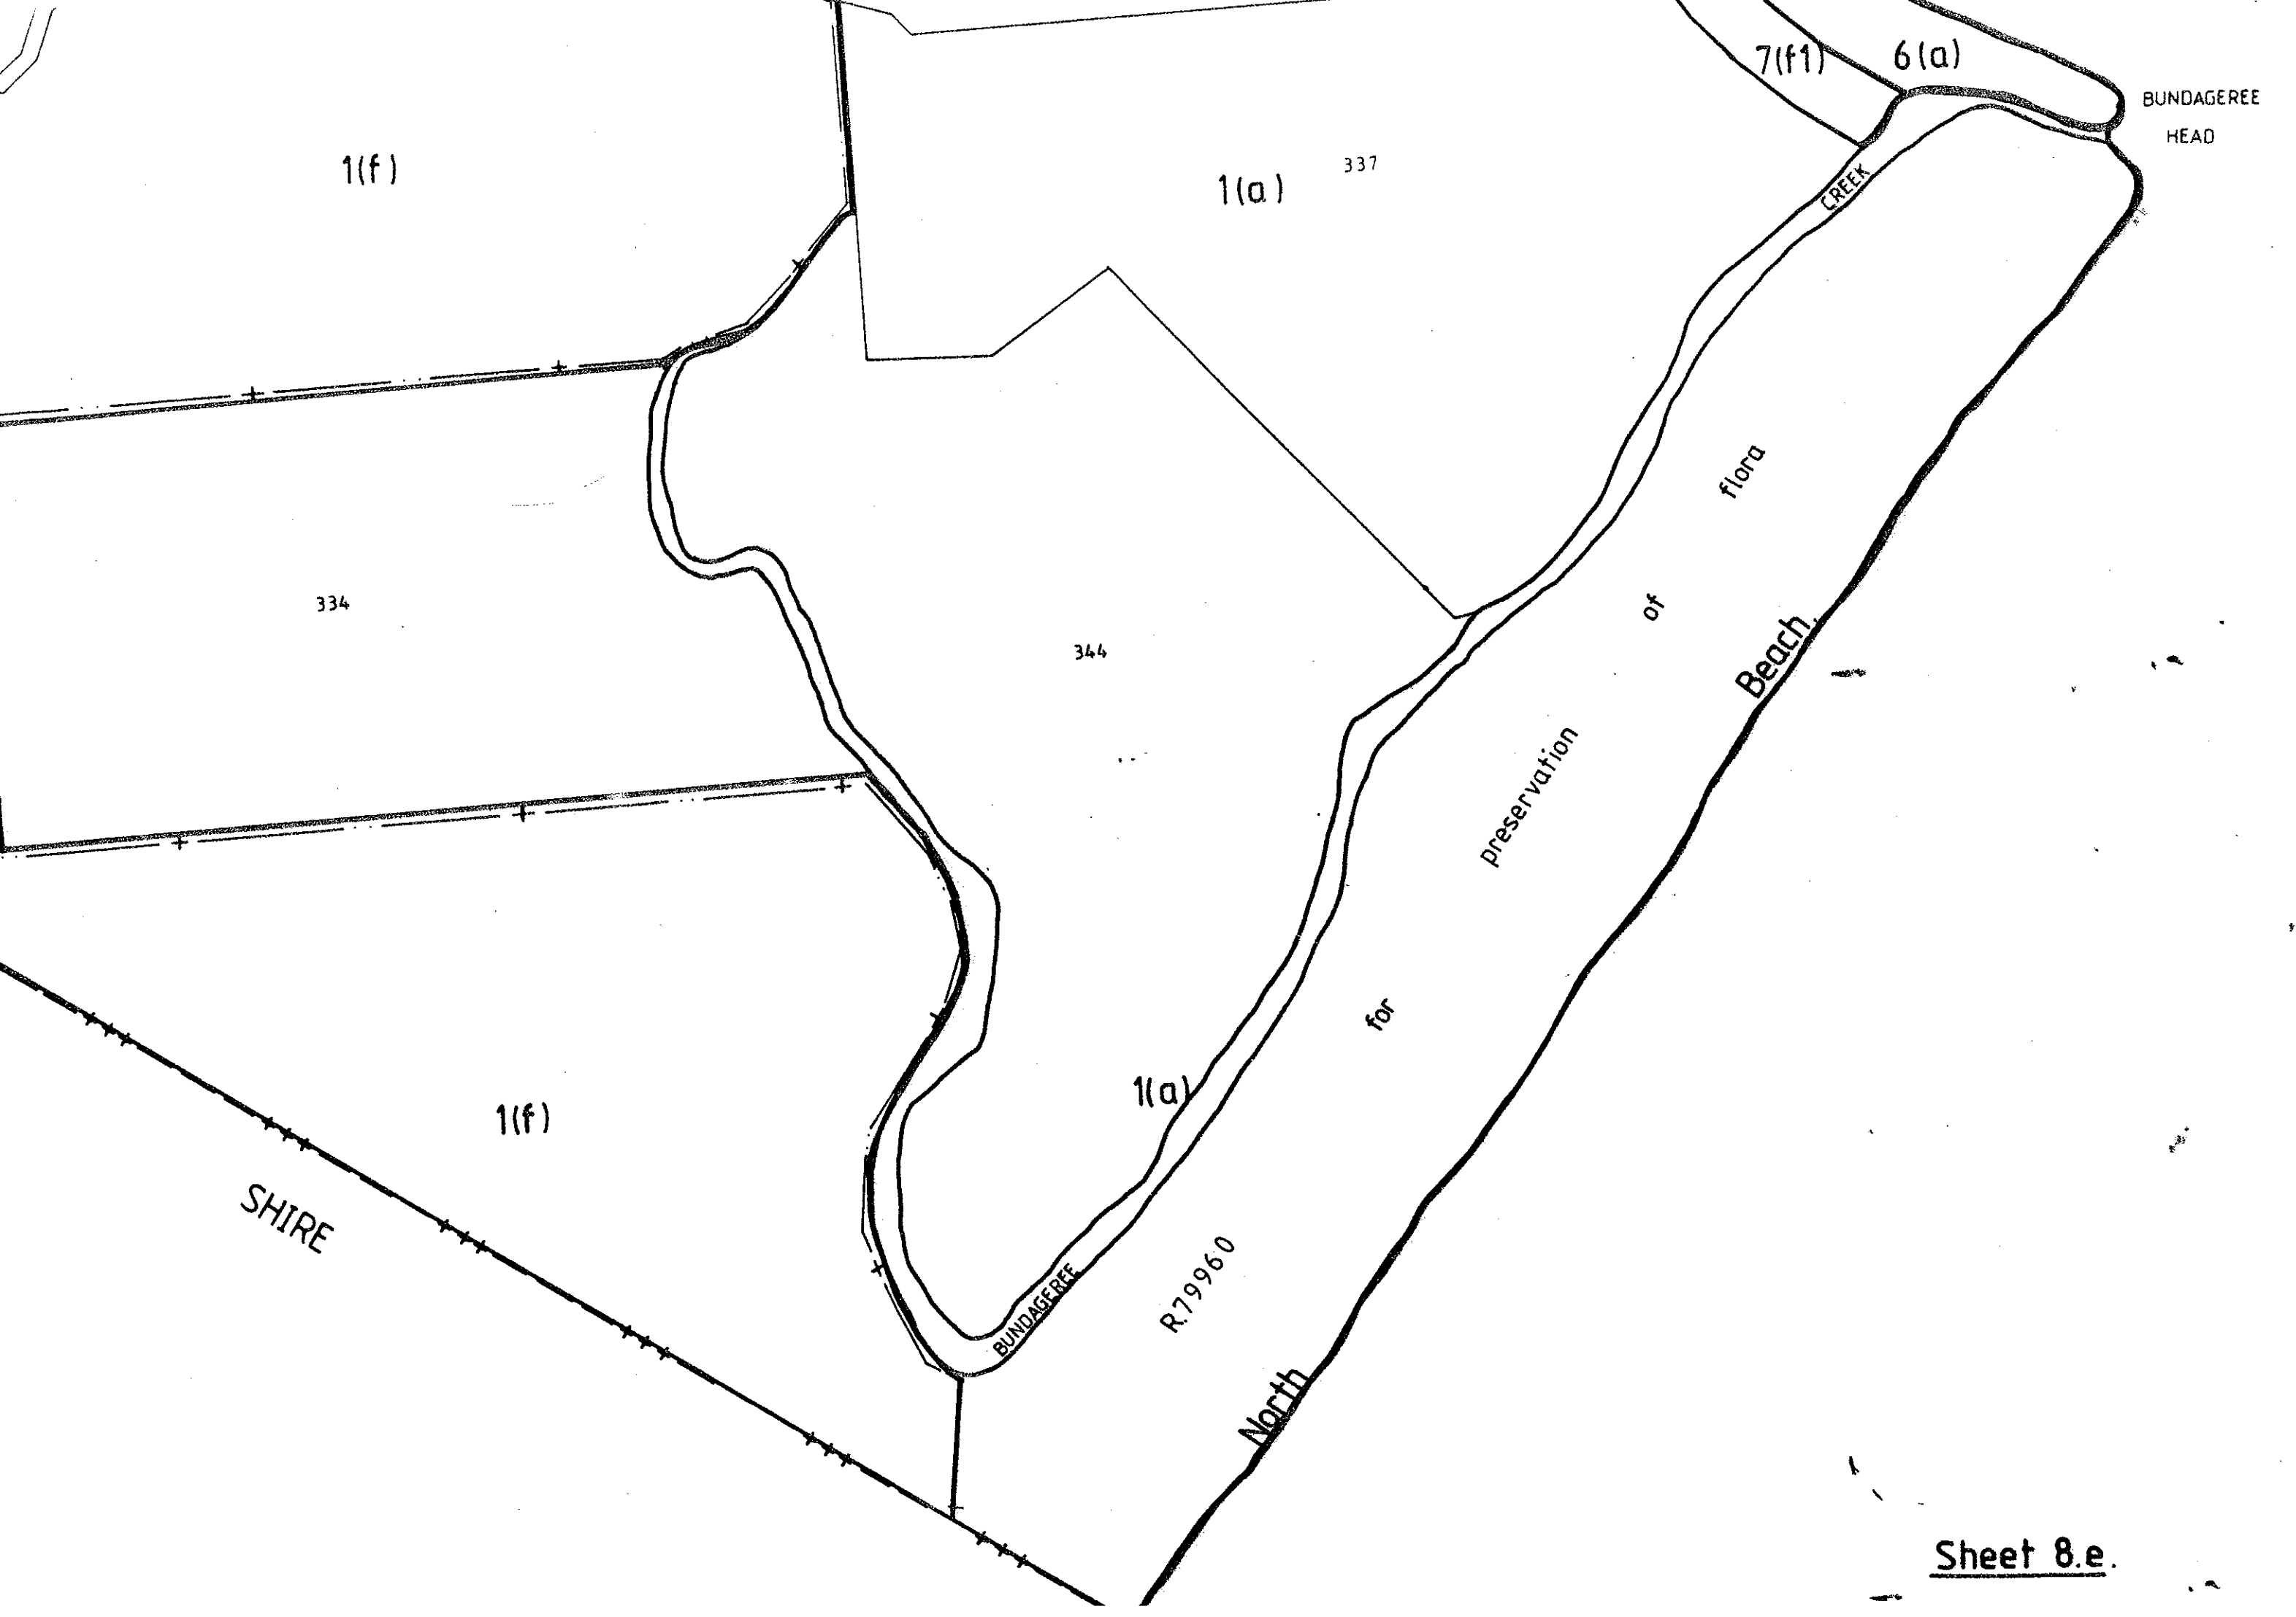 7(f1)
6(a)
BUNDAGEREE
HEAD
1(f)
1(a)
337
CREEK
334
344
R.79960 for preservation of flora
North Beach
1(a)
1(f)
BUNDAGEREE
SHIRE
Sheet 8.e.